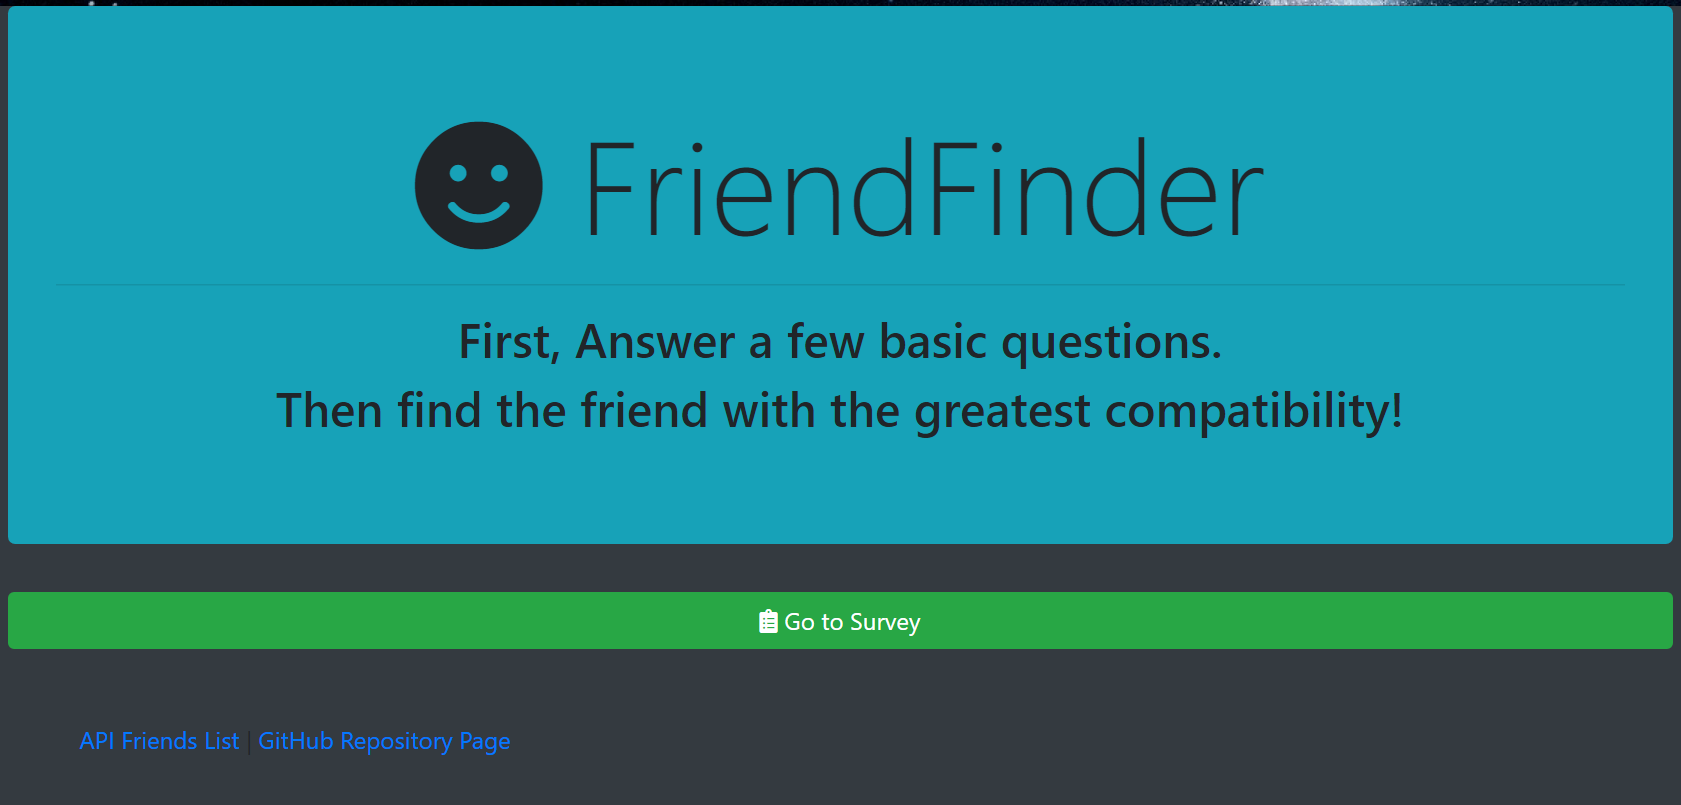 FriendFinder
First, Answer a few basic questions.
Then find the friend with the greatest compatibility!
Go to Survey
API Friends List | GitHub Repository Page